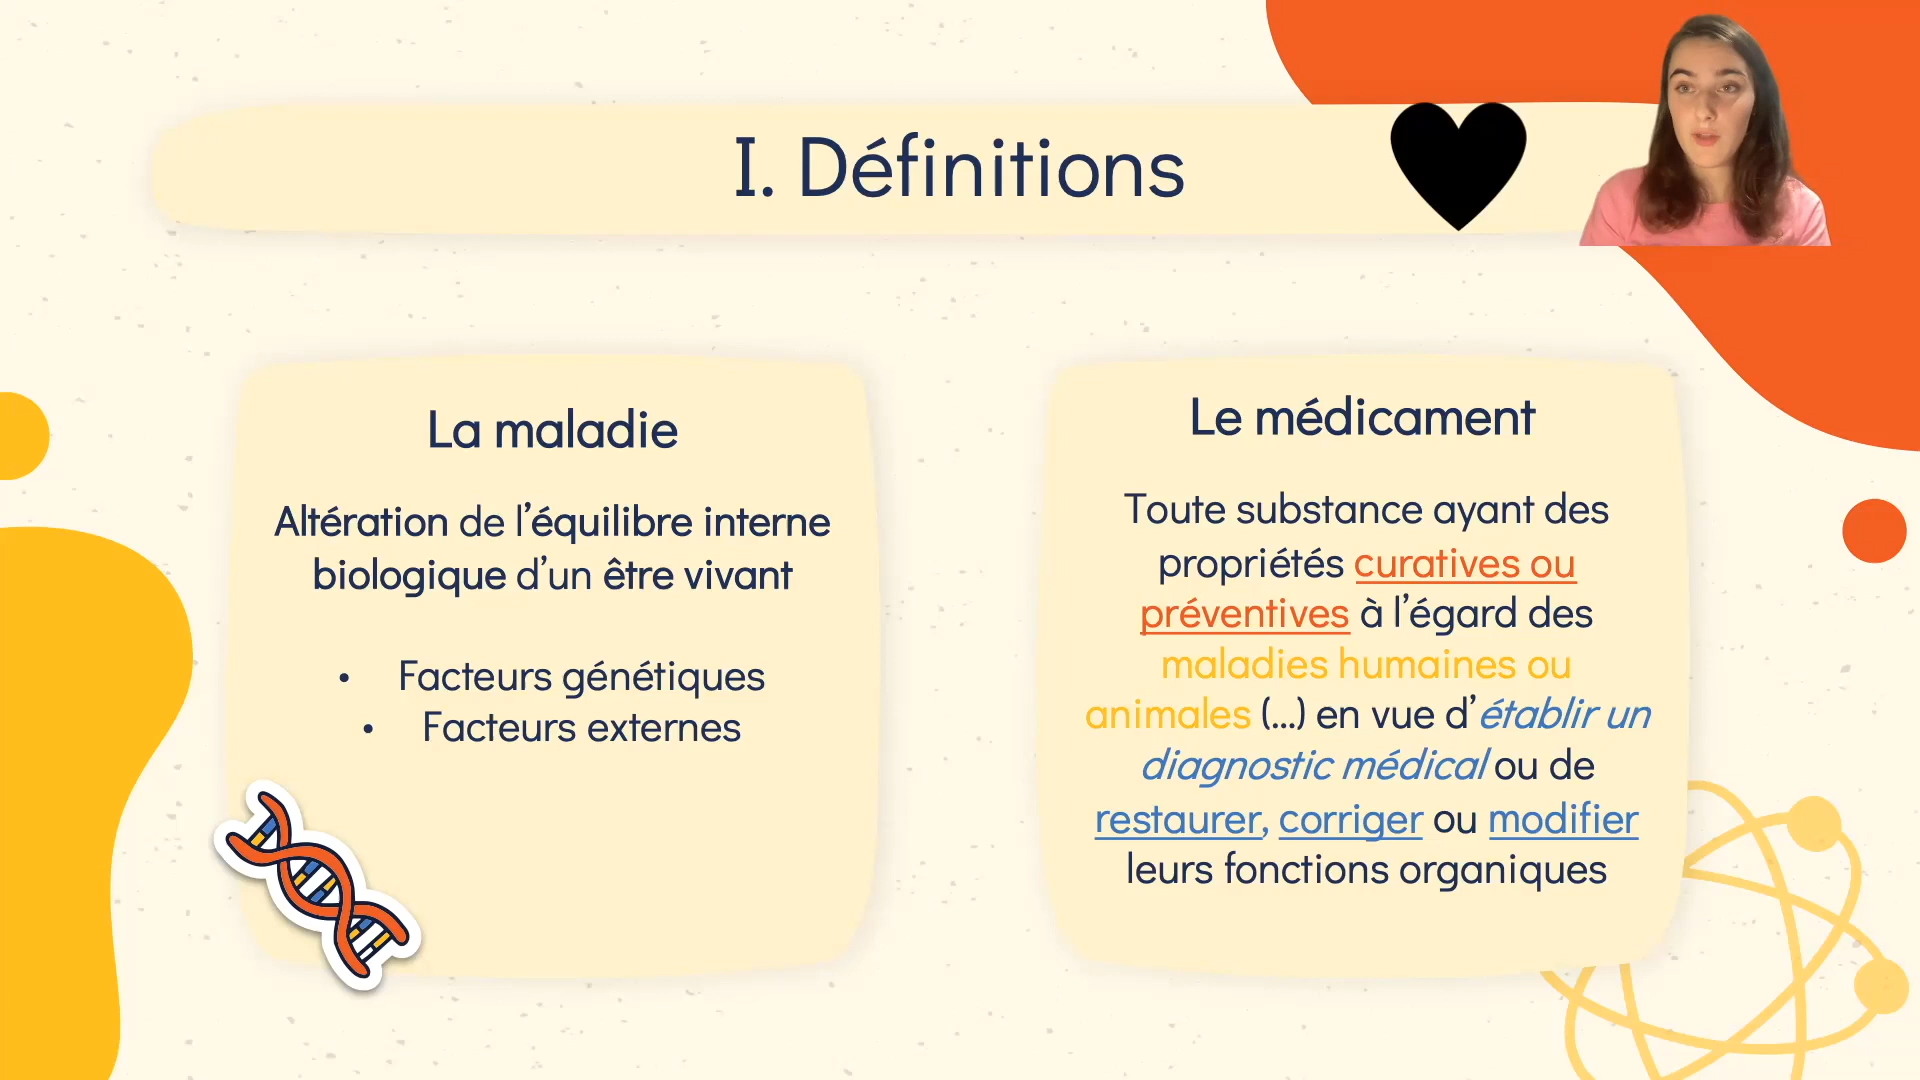 I. Définitions
La maladie
Altération de l’équilibre interne
biologique d’un être vivant
• Facteurs génétiques
• Facteurs externes
Le médicament
Toute substance ayant des
propriétés curatives ou
préventives à l’égard des
maladies humaines ou
animales (...) en vue d’établir un
diagnostic médical ou de
restaurer, corriger ou modifier
leurs fonctions organiques